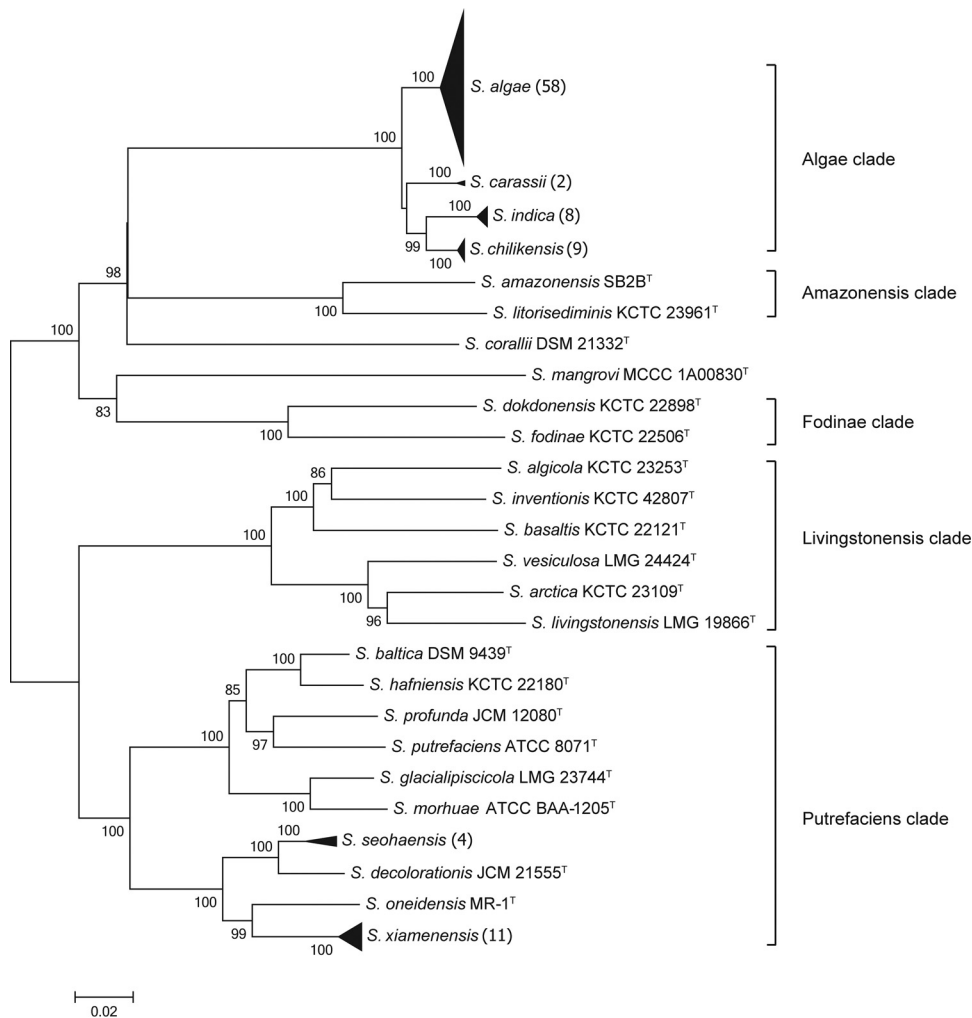 100
S. algae (58)
100
Algae clade
100
S. carassii (2)
100
S. indica (8)
99
S. chilikensis (9)
100
98
S. amazonensis SB2Bᵀ
Amazonensis clade
100
S. litorisediminis KCTC 23961ᵀ
100
S. corallii DSM 21332ᵀ
S. mangrovi MCCC 1A00830ᵀ
83
S. dokdonensis KCTC 22898ᵀ
Fodinae clade
100
S. fodinae KCTC 22506ᵀ
86
S. algicola KCTC 23253ᵀ
100
S. inventionis KCTC 42807ᵀ
S. basaltis KCTC 22121ᵀ
100
Livingstonensis clade
S. vesiculosa LMG 24424ᵀ
100
S. arctica KCTC 23109ᵀ
96
S. livingstonensis LMG 19866ᵀ
100
S. baltica DSM 9439ᵀ
85
S. hafniensis KCTC 22180ᵀ
S. profunda JCM 12080ᵀ
100
97
S. putrefaciens ATCC 8071ᵀ
S. glacialipiscicola LMG 23744ᵀ
100
S. morhuae ATCC BAA-1205ᵀ
Putrefaciens clade
100
100
S. seohaensis (4)
100
S. decolorationis JCM 21555ᵀ
100
S. oneidensis MR-1ᵀ
99
S. xiamenensis (11)
100
0.02